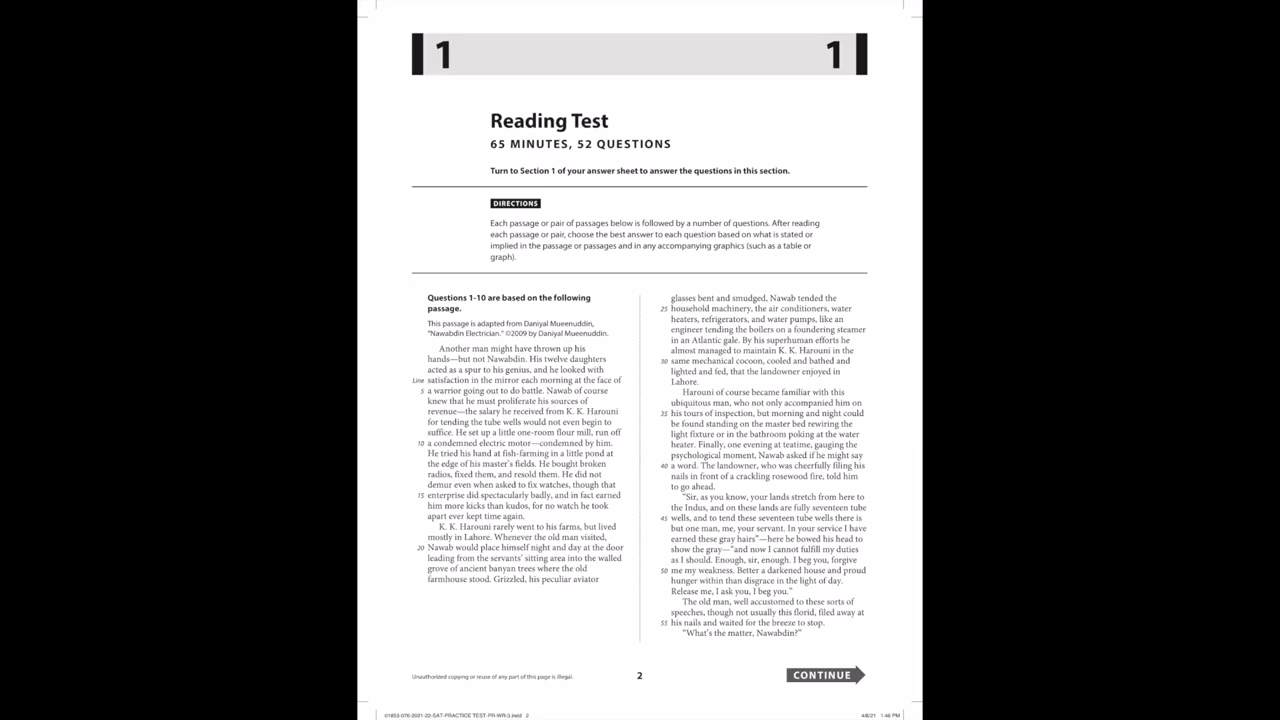 1 1
Reading Test
65 MINUTES, 52 QUESTIONS
Turn to Section 1 of your answer sheet to answer the questions in this section.
DIRECTIONS
Each passage or pair of passages below is followed by a number of questions. After reading
each passage or pair, choose the best answer to each question based on what is stated or
implied in the passage or passages and in any accompanying graphics (such as a table or
graph).
Questions 1-10 are based on the following
passage.
This passage is adapted from Daniyal Mueenuddin,
"Nawabdin Electrician." ©2009 by Daniyal Mueenuddin.
Another man might have thrown up his
hands—but not Nawabdin. His twelve daughters
acted as a spur to his genius, and he looked with
Line satisfaction in the mirror each morning at the face of
5 a warrior going out to do battle. Nawab of course
knew that he must proliferate his sources of
revenue—the salary he received from K. K. Harouni
for tending the tube wells would not even begin to
suffice. He set up a little one-room flour mill, run off
10 a condemned electric motor—condemned by him.
He tried his hand at fish-farming in a little pond at
the edge of his master's fields. He bought broken
radios, fixed them, and resold them. He did not
demur even when asked to fix watches, though that
15 enterprise did spectacularly badly, and in fact earned
him more kicks than kudos, for no watch he took
apart ever kept time again.
K. K. Harouni rarely went to his farms, but lived
mostly in Lahore. Whenever the old man visited,
20 Nawab would place himself night and day at the door
leading from the servants' sitting area into the walled
grove of ancient banyan trees where the old
farmhouse stood. Grizzled, his peculiar aviator
glasses bent and smudged, Nawab tended the
25 household machinery, the air conditioners, water
heaters, refrigerators, and water pumps, like an
engineer tending the boilers on a foundering steamer
in an Atlantic gale. By his superhuman efforts he
almost managed to maintain K. K. Harouni in the
30 same mechanical cocoon, cooled and bathed and
lighted and fed, that the landowner enjoyed in
Lahore.
Harouni of course became familiar with this
ubiquitous man, who not only accompanied him on
35 his tours of inspection, but morning and night could
be found standing on the master bed rewiring the
light fixture or in the bathroom poking at the water
heater. Finally, one evening at teatime, gauging the
psychological moment, Nawab asked if he might say
40 a word. The landowner, who was cheerfully filing his
nails in front of a crackling rosewood fire, told him
to go ahead.
"Sir, as you know, your lands stretch from here to
the Indus, and on these lands are fully seventeen tube
45 wells, and to tend these seventeen tube wells there is
but one man, me, your servant. In your service I have
earned these gray hairs"—here he bowed his head to
show the gray—"and now I cannot fulfill my duties
as I should. Enough, sir, enough. I beg you, forgive
50 me my weakness. Better a darkened house and proud
hunger within than disgrace in the light of day.
Release me, I ask you, I beg you."
The old man, well accustomed to these sorts of
speeches, though not usually this florid, filed away at
55 his nails and waited for the breeze to stop.
"What's the matter, Nawabdin?"
Unauthorized copying or reuse of any part of this page is illegal.
2
CONTINUE
01853-076-2021-22-SAT-PRACTICE TEST-PR-WR-3.indd 2
4/8/21 1:46 PM